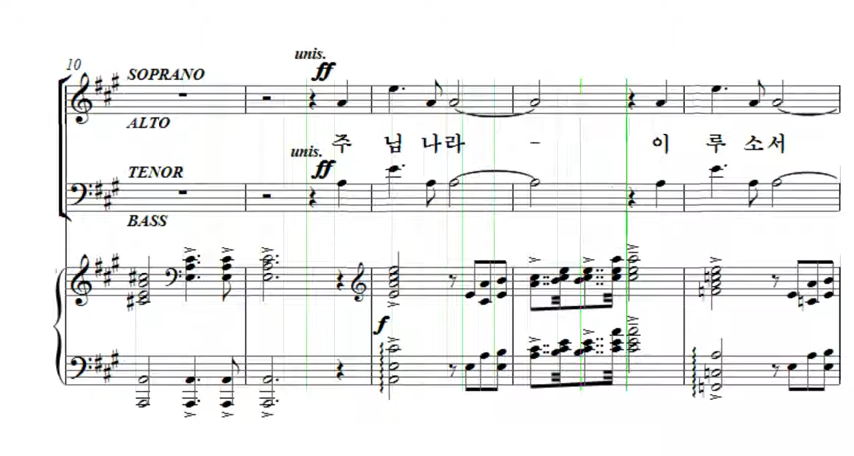 10
unis.
SOPRANO
ff
ALTO
주 님 나라 - 이 루 소서
unis.
TENOR
ff
BASS
f